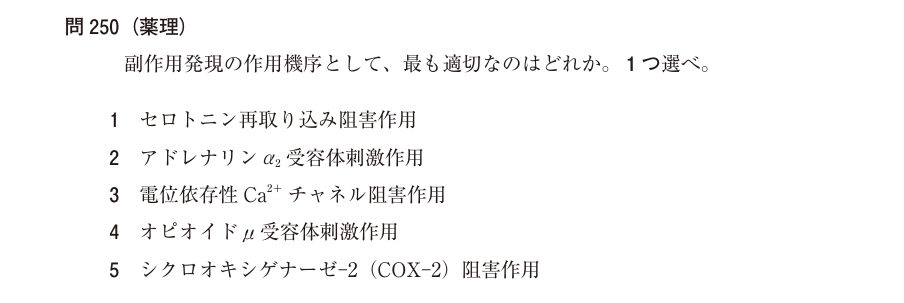 問 250（薬理）
副作用発現の作用機序として、最も適切なのはどれか。1つ選べ。
1 セロトニン再取り込み阻害作用
2 アドレナリン α₂ 受容体刺激作用
3 電位依存性 Ca²⁺ チャネル阻害作用
4 オピオイド μ 受容体刺激作用
5 シクロオキシゲナーゼ-2（COX-2）阻害作用